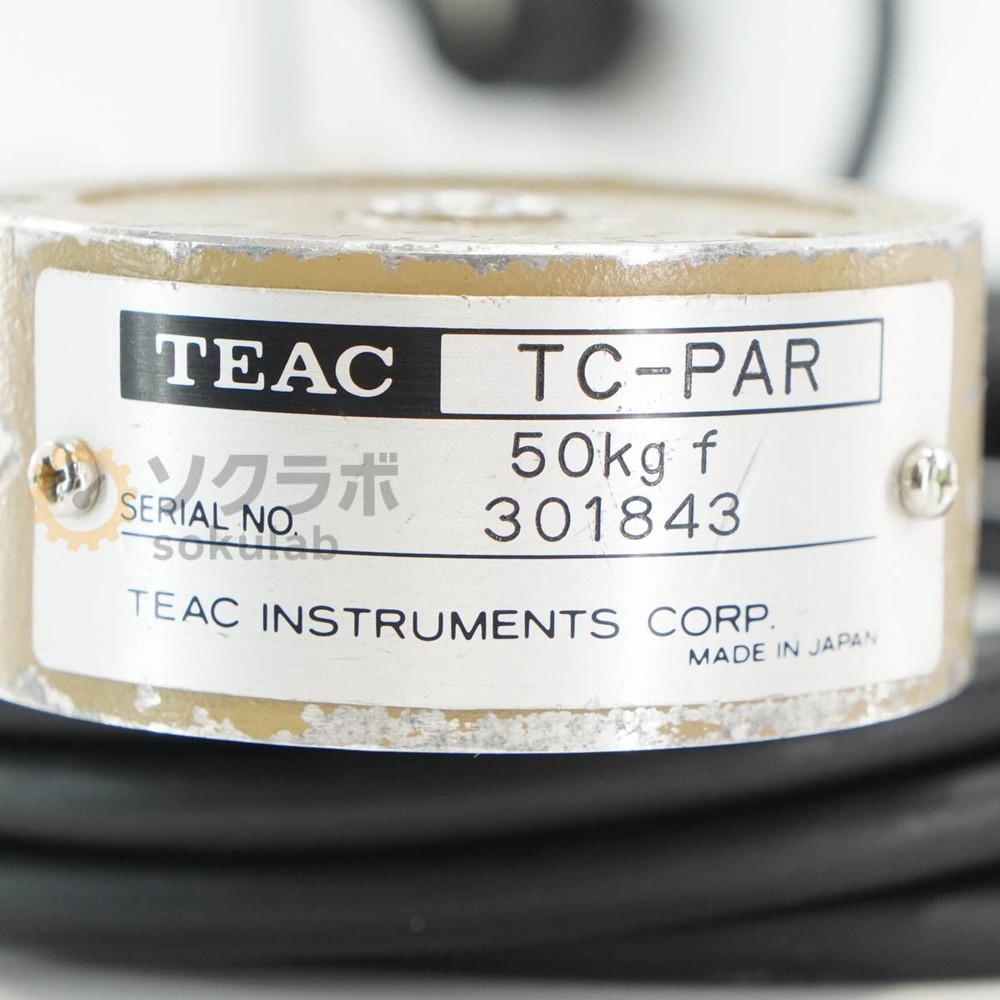 TEAC TC-PAR
50kg f
ソクラボ
SERIAL NO. 301843
sokulab
TEAC INSTRUMENTS CORP.
MADE IN JAPAN